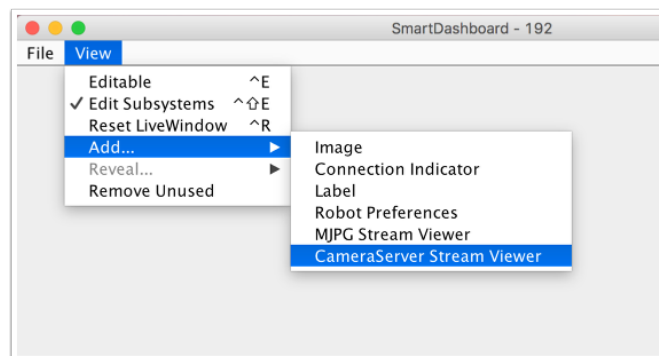 SmartDashboard - 192
File View
Editable ^E
✓ Edit Subsystems ^⇧E
Reset LiveWindow ^R
Add... ▶
Reveal... ▶
Remove Unused
Image
Connection Indicator
Label
Robot Preferences
MJPG Stream Viewer
CameraServer Stream Viewer